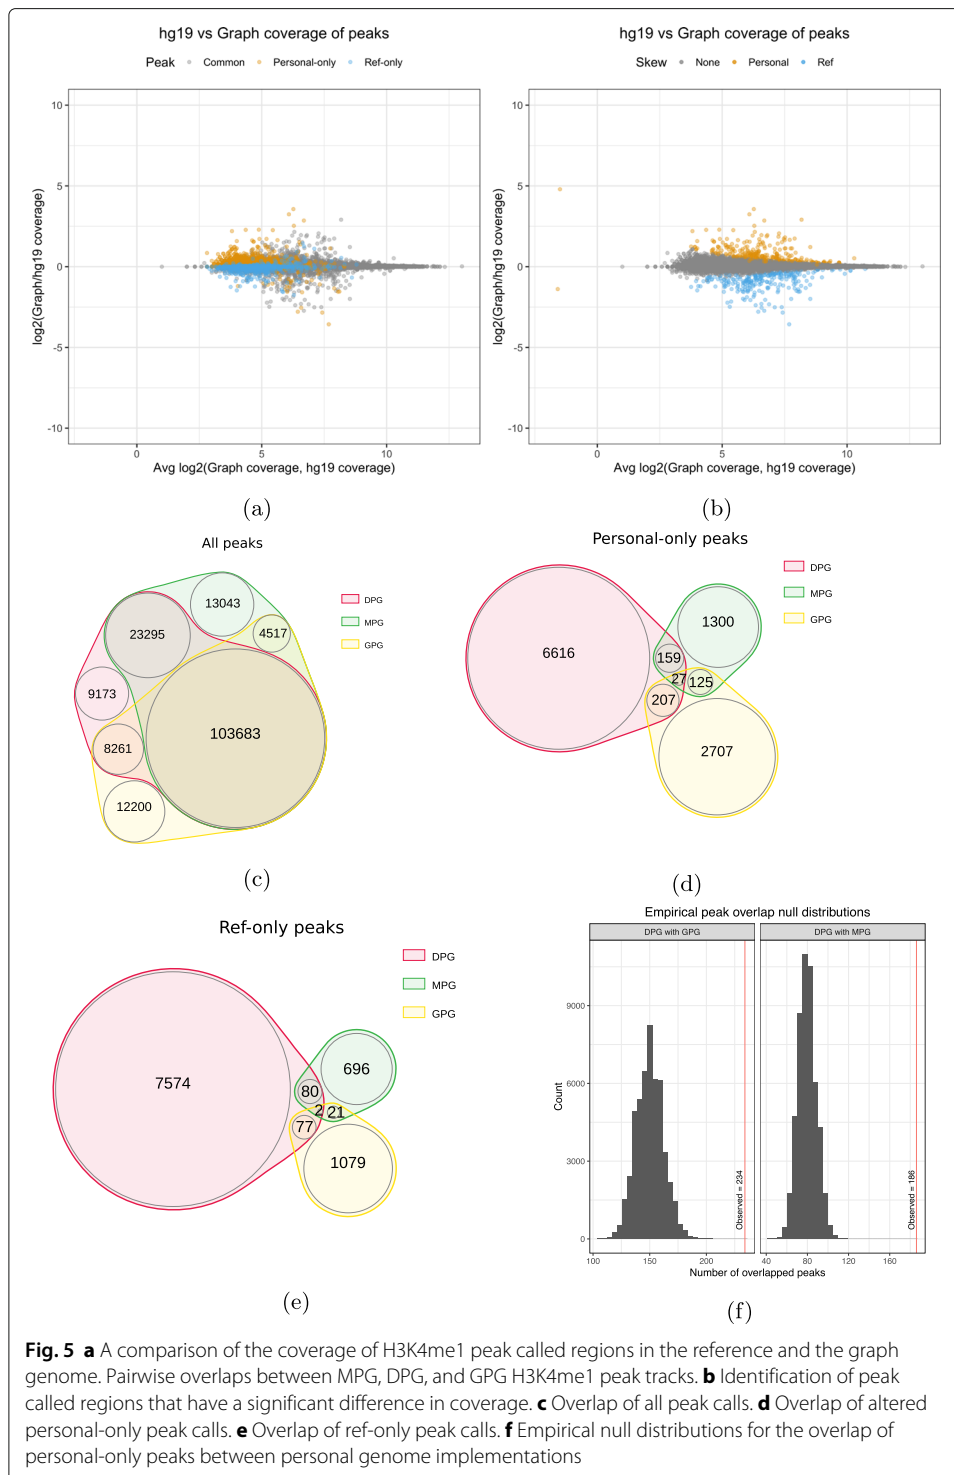 hg19 vs Graph coverage of peaks
Peak Common Personal-only Ref-only
10
5
0
-5
-10
log2(Graph/hg19 coverage)
0 5 10
Avg log2(Graph coverage, hg19 coverage)
(a)
hg19 vs Graph coverage of peaks
Skew None Personal Ref
10
5
0
-5
-10
log2(Graph/hg19 coverage)
0 5 10
Avg log2(Graph coverage, hg19 coverage)
(b)
All peaks
DPG
MPG
GPG
13043
4517
23295
9173
103683
8261
12200
(c)
Personal-only peaks
DPG
MPG
GPG
1300
6616
159
27
125
207
2707
(d)
Ref-only peaks
DPG
MPG
GPG
696
7574
80
2
21
77
1079
(e)
Empirical peak overlap null distributions
DPG with GPG DPG with MPG
9000
6000
3000
0
Count
Observed = 234
Observed = 186
100 150 200 40 80 120 160
Number of overlapped peaks
(f)
Fig. 5 a A comparison of the coverage of H3K4me1 peak called regions in the reference and the graph
genome. Pairwise overlaps between MPG, DPG, and GPG H3K4me1 peak tracks. b Identification of peak
called regions that have a significant difference in coverage. c Overlap of all peak calls. d Overlap of altered
personal-only peak calls. e Overlap of ref-only peak calls. f Empirical null distributions for the overlap of
personal-only peaks between personal genome implementations